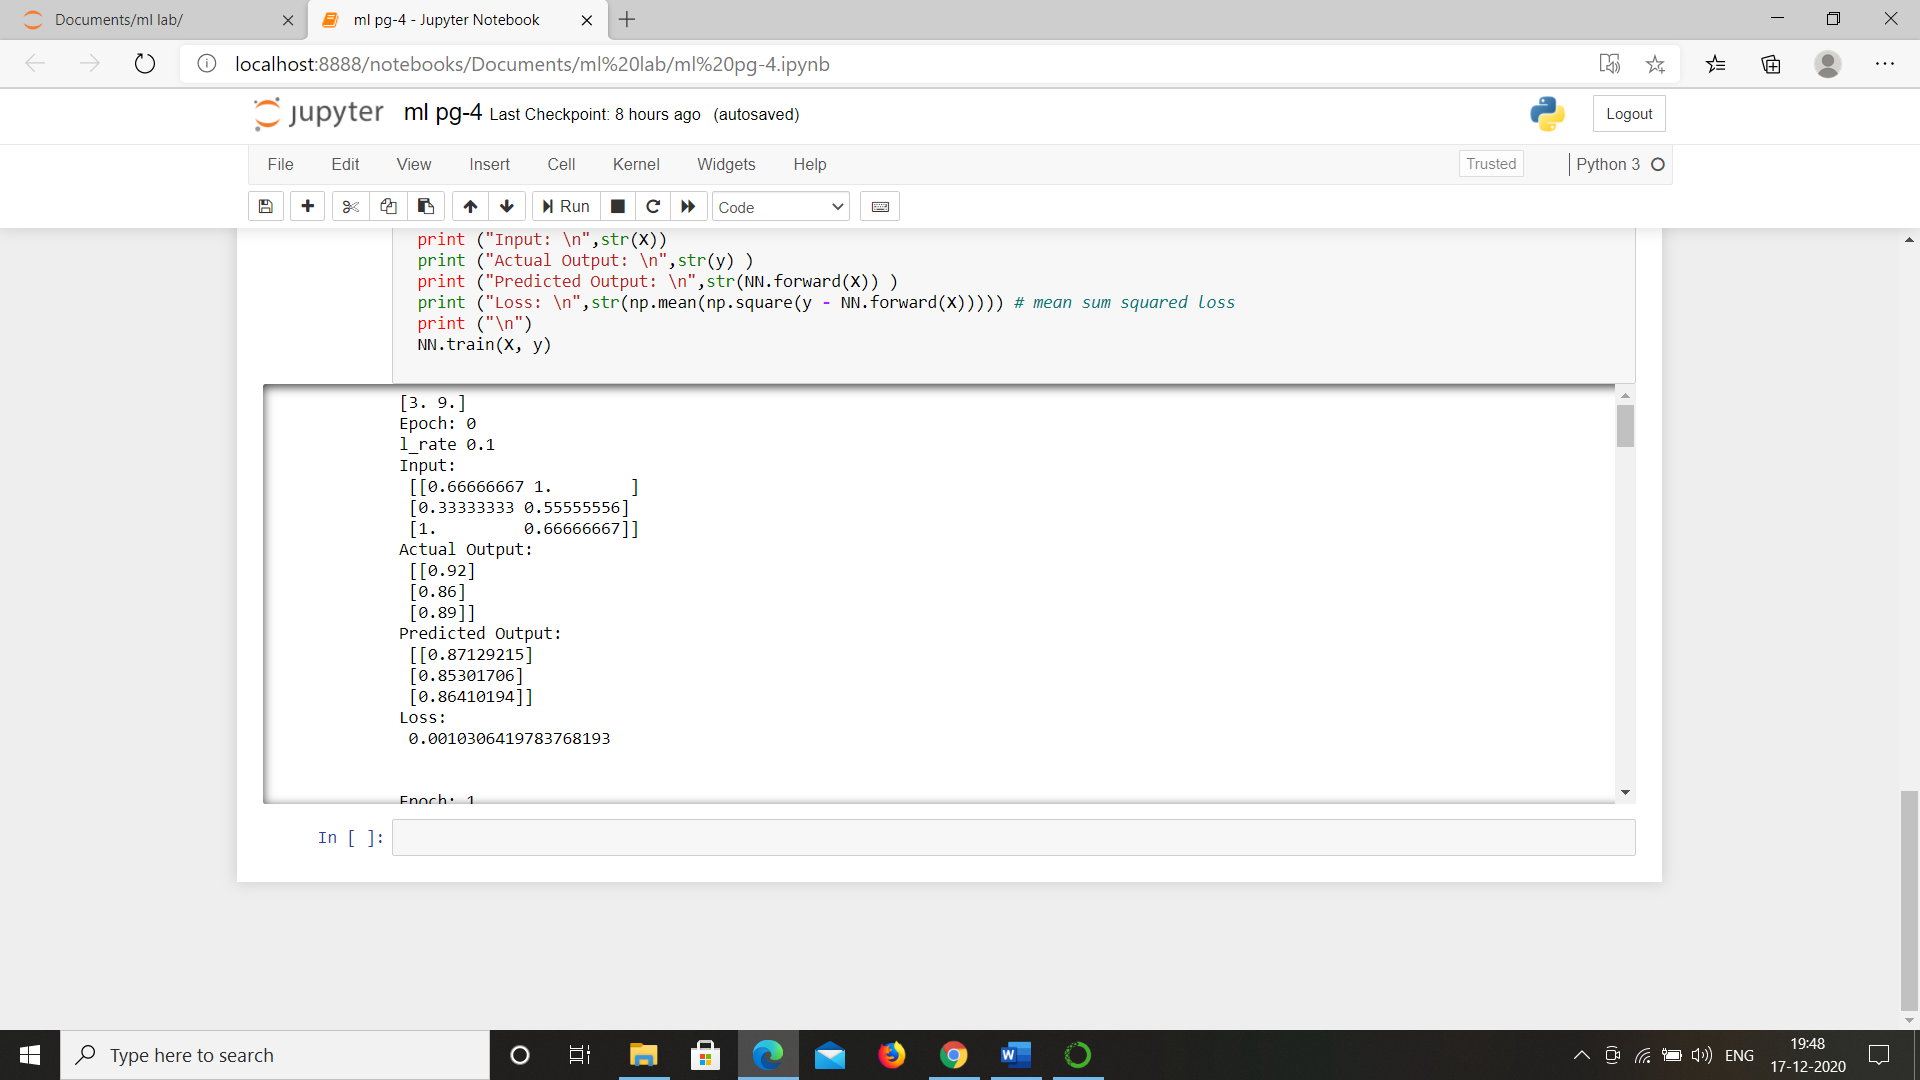 Documents/ml lab/
ml pg-4 - Jupyter Notebook
localhost:8888/notebooks/Documents/ml%20lab/ml%20pg-4.ipynb
jupyter ml pg-4 Last Checkpoint: 8 hours ago (autosaved)
Logout
File Edit View Insert Cell Kernel Widgets Help
Trusted
Python 3
Run
Code
print ("Input: \n",str(X))
print ("Actual Output: \n",str(y) )
print ("Predicted Output: \n",str(NN.forward(X)) )
print ("Loss: \n",str(np.mean(np.square(y - NN.forward(X))))) # mean sum squared loss
print ("\n")
NN.train(X, y)
[3. 9.]
Epoch: 0
l_rate 0.1
Input:
[[0.66666667 1.        ]
[0.33333333 0.55555556]
[1.         0.66666667]]
Actual Output:
[[0.92]
[0.86]
[0.89]]
Predicted Output:
[[0.87129215]
[0.85301706]
[0.86410194]]
Loss:
0.0010306419783768193
Epoch: 1
In [ ]:
Type here to search
W
ENG
19:48
17-12-2020